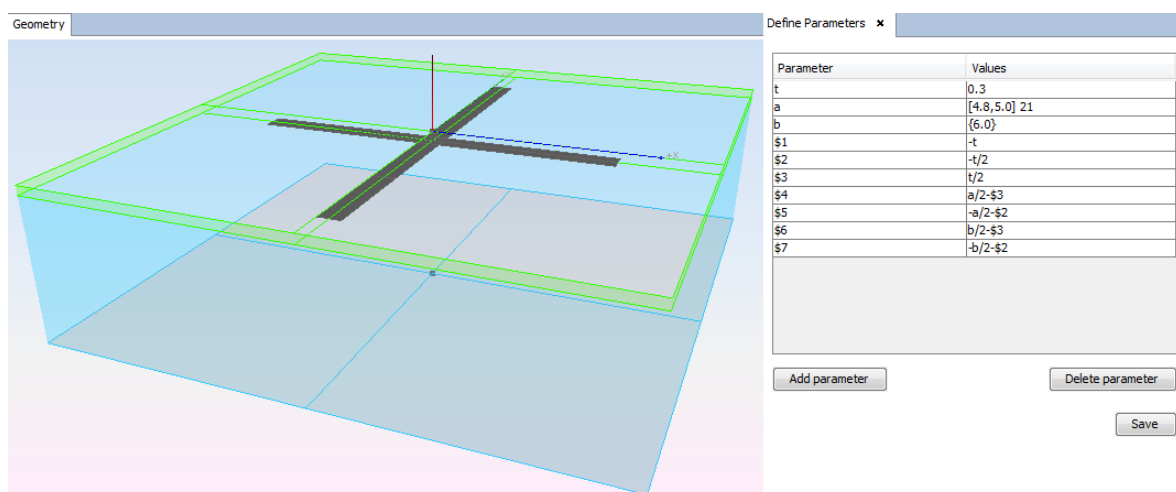 Geometry
Define Parameters ×
Parameter Values
t 0.3
a [4.8,5.0] 21
b {6.0}
$1 -t
$2 -t/2
$3 t/2
$4 a/2-$3
$5 -a/2-$2
$6 b/2-$3
$7 -b/2-$2
+X
Add parameter Delete parameter
Save